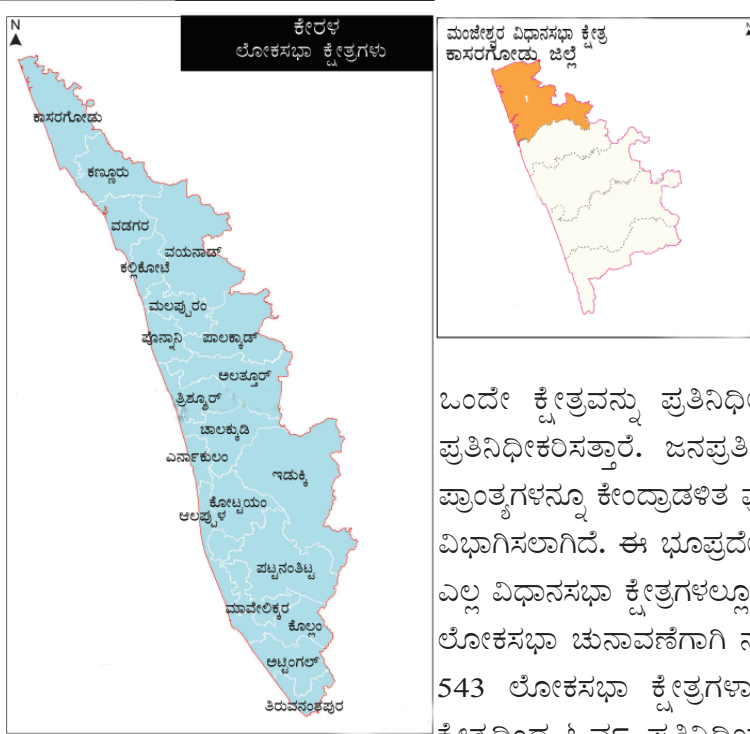 N
ಕೇರಳ
ಲೋಕಸಭಾ ಕ್ಷೇತ್ರಗಳು
ಕಾಸರಗೋಡು
ಕಣ್ಣೂರು
ವಡಗರ
ವಯನಾಡ್
ಕಲ್ಲಿಕೋಟೆ
ಮಲಪ್ಪುರಂ
ಪೊನ್ನಾನಿ
ಪಾಲಕ್ಕಾಡ್
ಅಲತ್ತೂರ್
ತ್ರಿಶ್ಶೂರ್
ಚಾಲಕ್ಕುಡಿ
ಎರ್ನಾಕುಲಂ
ಇಡುಕ್ಕಿ
ಕೋಟ್ಟಯಂ
ಆಲಪ್ಪುಳ
ಪಟ್ಟನಂತಿಟ್ಟ
ಮಾವೇಲಿಕ್ಕರ
ಕೊಲ್ಲಂ
ಅಟ್ಟಿಂಗಲ್
ತಿರುವನಂತಪುರ
ಮಂಜೇಶ್ವರ ವಿಧಾನಸಭಾ ಕ್ಷೇತ್ರ
ಕಾಸರಗೋಡು ಜಿಲ್ಲೆ
1
ಒಂದೇ ಕ್ಷೇತ್ರವನ್ನು ಪ್ರತಿನಿಧೀ
ಪ್ರತಿನಿಧೀಕರಿಸತ್ತಾರೆ. ಜನಪ್ರತಿ
ಪ್ರಾಂತ್ಯಗಳನ್ನೂ ಕೇಂದ್ರಾಡಳಿತ
ವಿಭಾಗಿಸಲಾಗಿದೆ. ಈ ಭೂಪ್ರದೇ
ಎಲ್ಲ ವಿಧಾನಸಭಾ ಕ್ಷೇತ್ರಗಳಲ್ಲೂ
ಲೋಕಸಭಾ ಚುನಾವಣೆಗಾಗಿ
543 ಲೋಕಸಭಾ ಕ್ಷೇತ್ರಗಳಾ